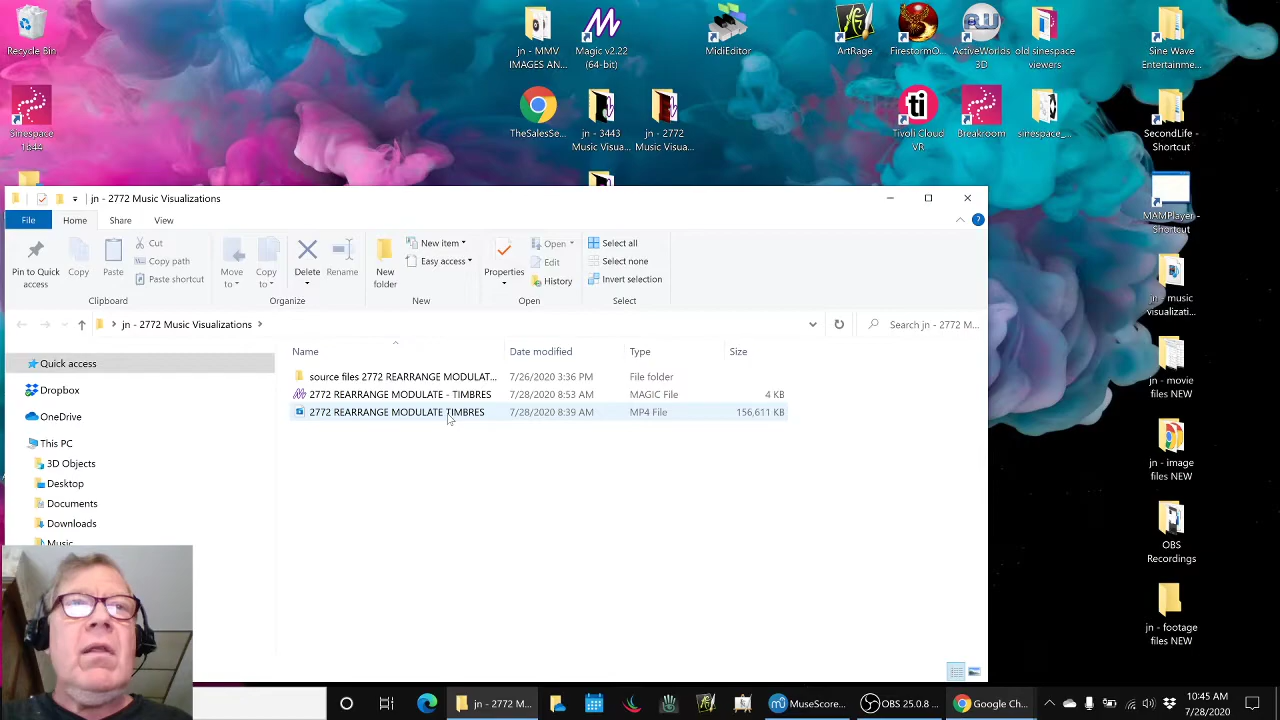 Recycle Bin
jn - MMV
IMAGES AN...
Magic v2.22
(64-bit)
MidiEditor
ArtRage
FirestormO...
ActiveWorlds
3D
old sinespace
viewers
Sine Wave
Entertainme...
Sinespace
1644
TheSalesSe...
jn - 3443
Music Visua...
jn - 2772
Music Visua...
ti
Tivoli Cloud
VR
Breakroom
sinespace_...
SecondLife -
Shortcut
jn - 2772 Music Visualizations
MAMPlayer -
Shortcut
File
Home
Share
View
Pin to Quick
access
Copy
Paste
Cut
Copy path
Paste shortcut
Move
to
Copy
to
Delete
Rename
New
folder
New item
Easy access
Properties
Open
Edit
History
Select all
Select none
Invert selection
Clipboard
Organize
New
Open
Select
jn - music
visualizati...
jn - 2772 Music Visualizations
Search jn - 2772 M...
Name
Date modified
Type
Size
Quick access
Dropbox
OneDrive
This PC
3D Objects
Desktop
Documents
Downloads
Music
source files 2772 REARRANGE MODULAT...
7/26/2020 3:36 PM
File folder
2772 REARRANGE MODULATE - TIMBRES
7/28/2020 8:53 AM
MAGIC File
4 KB
2772 REARRANGE MODULATE TIMBRES
7/28/2020 8:39 AM
MP4 File
156,611 KB
jn - movie
files NEW
jn - image
files NEW
OBS
Recordings
jn - footage
files NEW
jn - 2772 M...
MuseScore...
OBS 25.0.8 ...
Google Ch...
10:45 AM
7/28/2020